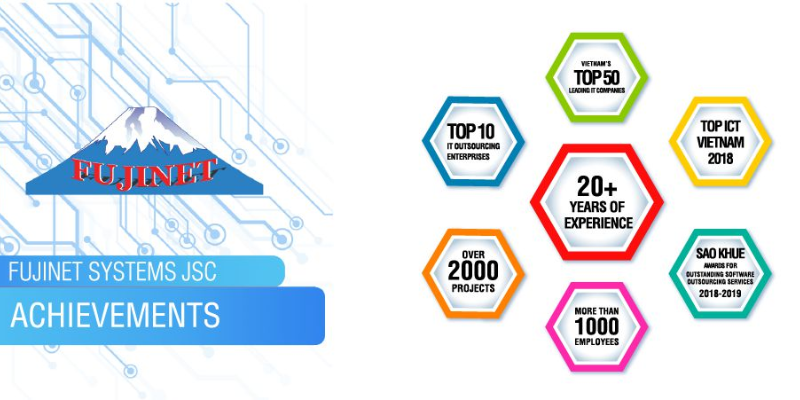 FUJINET
FUJINET SYSTEMS JSC
ACHIEVEMENTS
VIETNAM'S
TOP 50
LEADING IT COMPANIES
TOP 10
IT OUTSOURCING
ENTERPRISES
TOP ICT
VIETNAM
2018
20+
YEARS OF
EXPERIENCE
OVER
2000
PROJECTS
SAO KHUE
AWARDS FOR
OUTSTANDING SOFTWARE
OUTSOURCING SERVICES
2018-2019
MORE THAN
1000
EMPLOYEES